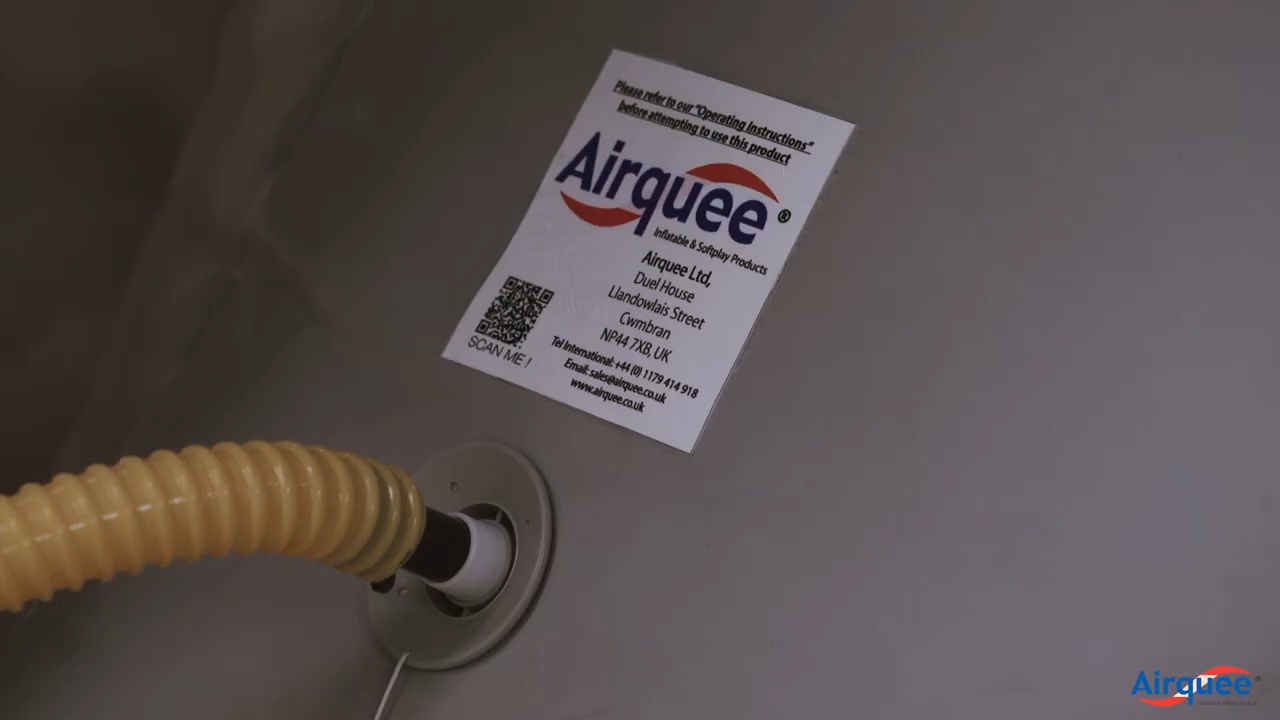 Please refer to our "Operating Instructions"
before attempting to use this product
Airquee®
Inflatable & Softplay Products
Airquee Ltd,
Duel House
Llandowlais Street
Cwmbran
NP44 7XB, UK
SCAN ME !
Tel International: +44 (0) 1179 414 918
Email: sales@airquee.co.uk
www.airquee.co.uk
Airquee®